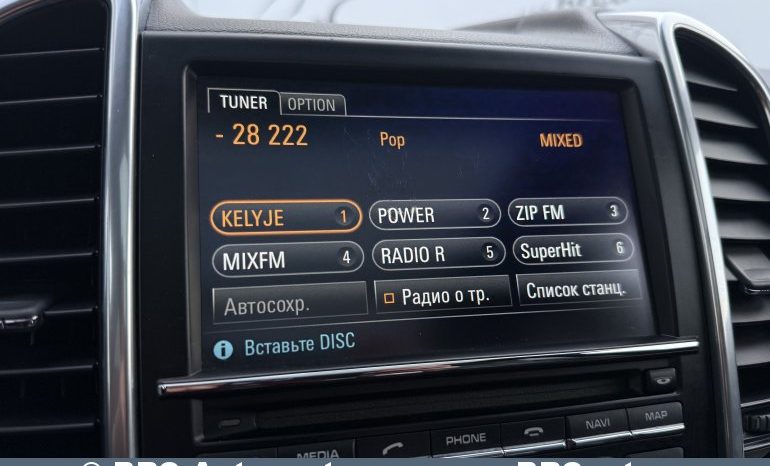 TUNER OPTION
- 28 222 Pop MIXED
KELYJE 1 POWER 2 ZIP FM 3
MIXFM 4 RADIO R 5 SuperHit 6
Автосохр. Радио о тр. Список станц.
i Вставьте DISC
MEDIA PHONE NAVI MAP